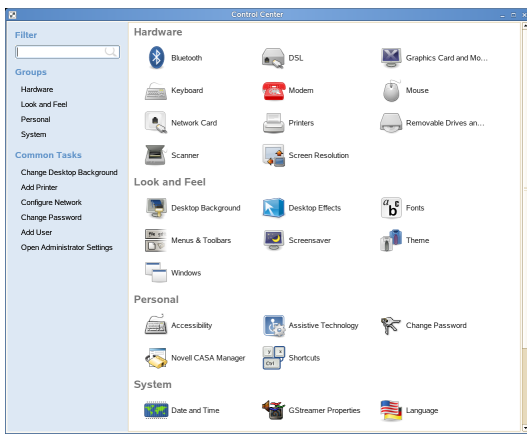 Control Center
Filter
Groups
Hardware
Look and Feel
Personal
System
Common Tasks
Change Desktop Background
Add Printer
Configure Network
Change Password
Add User
Open Administrator Settings
Hardware
Bluetooth
DSL
Graphics Card and Mo...
Keyboard
Modem
Mouse
Network Card
Printers
Removable Drives an...
Scanner
Screen Resolution
Look and Feel
Desktop Background
Desktop Effects
Fonts
Menus & Toolbars
Screensaver
Theme
Windows
Personal
Accessibility
Assistive Technology
Change Password
Novell CASA Manager
Shortcuts
System
Date and Time
GStreamer Properties
Language